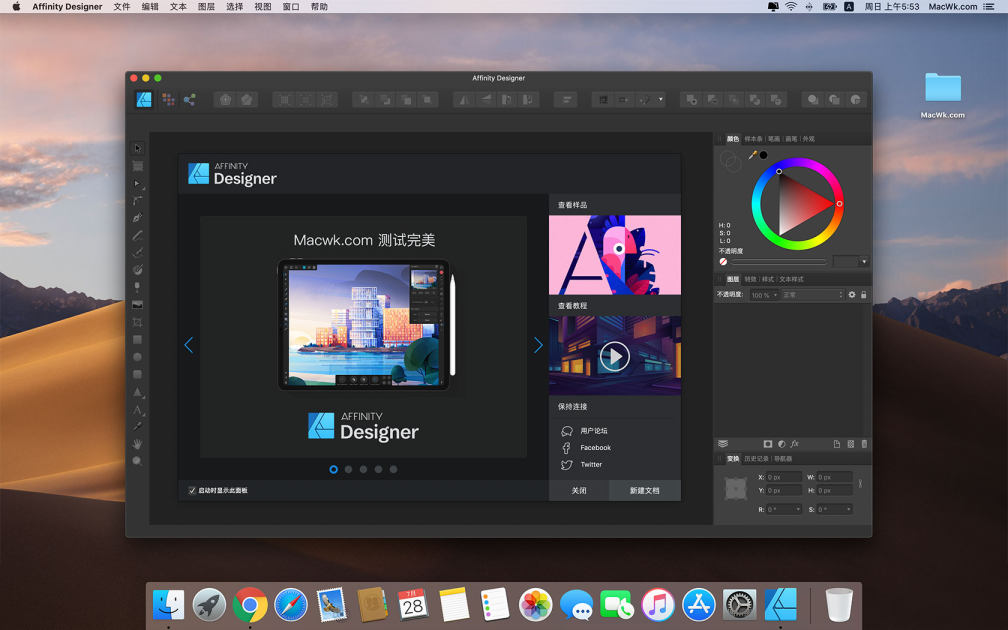 Affinity Designer 文件 编辑 文本 图层 选择 视图 窗口 帮助 周日 上午5:53 MacWk.com
Affinity Designer
MacWk.com
AFFINITY
Designer
Macwk.com 测试完美
AFFINITY
Designer
启动时显示此面板
查看样品
查看教程
保持连接
用户论坛
Facebook
Twitter
关闭 新建文档
颜色 样本条 笔画 画笔 外观
H: 0
S: 0
L: 0
不透明度
图层 特效 样式 文本样式
不透明度: 100 % 正常
fx
变换 历史记录 导航器
X: 0 px W: 0 px
Y: 0 px H: 0 px
R: 0 ° S: 0 °
7月
28